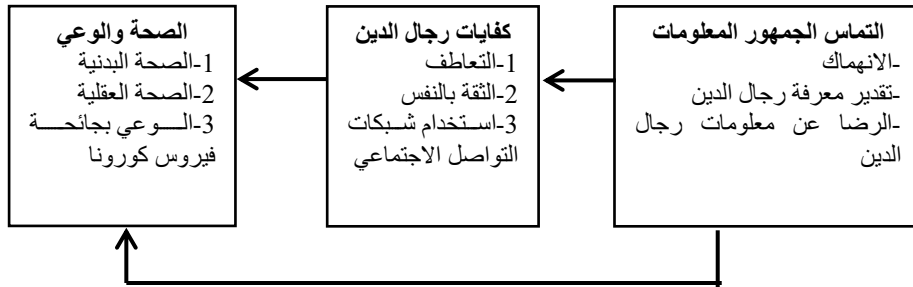 التماس الجمهور المعلومات
-الانهماك
-تقدير معرفة رجال الدين
-الرضا عن معلومات رجال
الدين
كفايات رجال الدين
1-التعاطف
2-الثقة بالنفس
3-استخدام شبكات
التواصل الاجتماعي
الصحة والوعي
1-الصحة البدنية
2-الصحة العقلية
3-الوعي بجائحة
فيروس كورونا